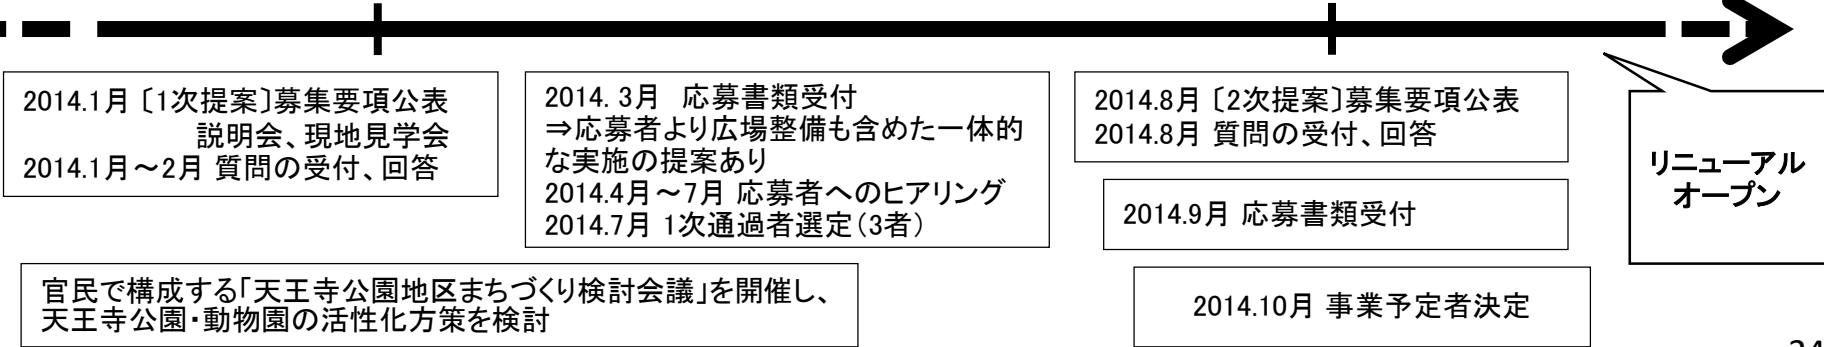 2014.1月〔1次提案〕募集要項公表
説明会、現地見学会
2014.1月～2月 質問の受付、回答
2014. 3月　応募書類受付
⇒応募者より広場整備も含めた一体的
な実施の提案あり
2014.4月～7月 応募者へのヒアリング
2014.7月 1次通過者選定（3者）
2014.8月〔2次提案〕募集要項公表
2014.8月 質問の受付、回答
2014.9月 応募書類受付
2014.10月 事業予定者決定
リニューアル
オープン
官民で構成する「天王寺公園地区まちづくり検討会議」を開催し、
天王寺公園・動物園の活性化方策を検討